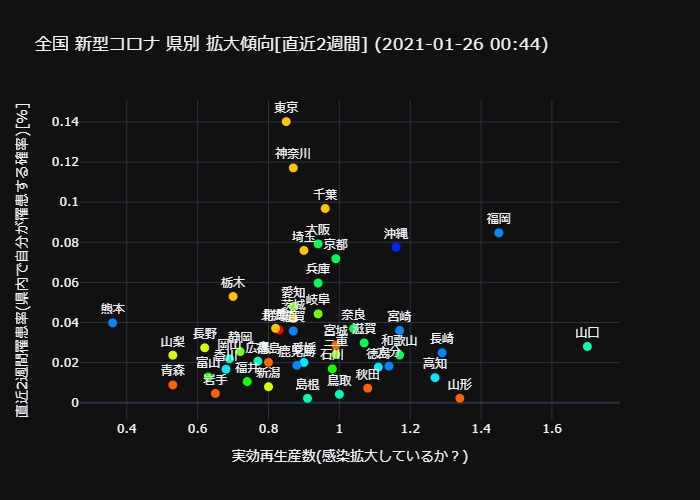 全国 新型コロナ 県別 拡大傾向[直近2週間] (2021-01-26 00:44)
直近2週間罹患率(県内で自分が罹患する確率)[%]
0.14
0.12
0.1
0.08
0.06
0.04
0.02
0
東京
神奈川
千葉
福岡
大阪
沖縄
埼玉
京都
兵庫
栃木
愛知
岐阜
熊本
奈良
宮崎
滋賀
宮城
山口
山梨
長野
静岡
岡山
和歌山
長崎
香川
石川
徳島
大分
富山
福井
高知
青森
岩手
新潟
鹿児島
秋田
島根
鳥取
山形
0.4
0.6
0.8
1
1.2
1.4
1.6
実効再生産数(感染拡大しているか？)